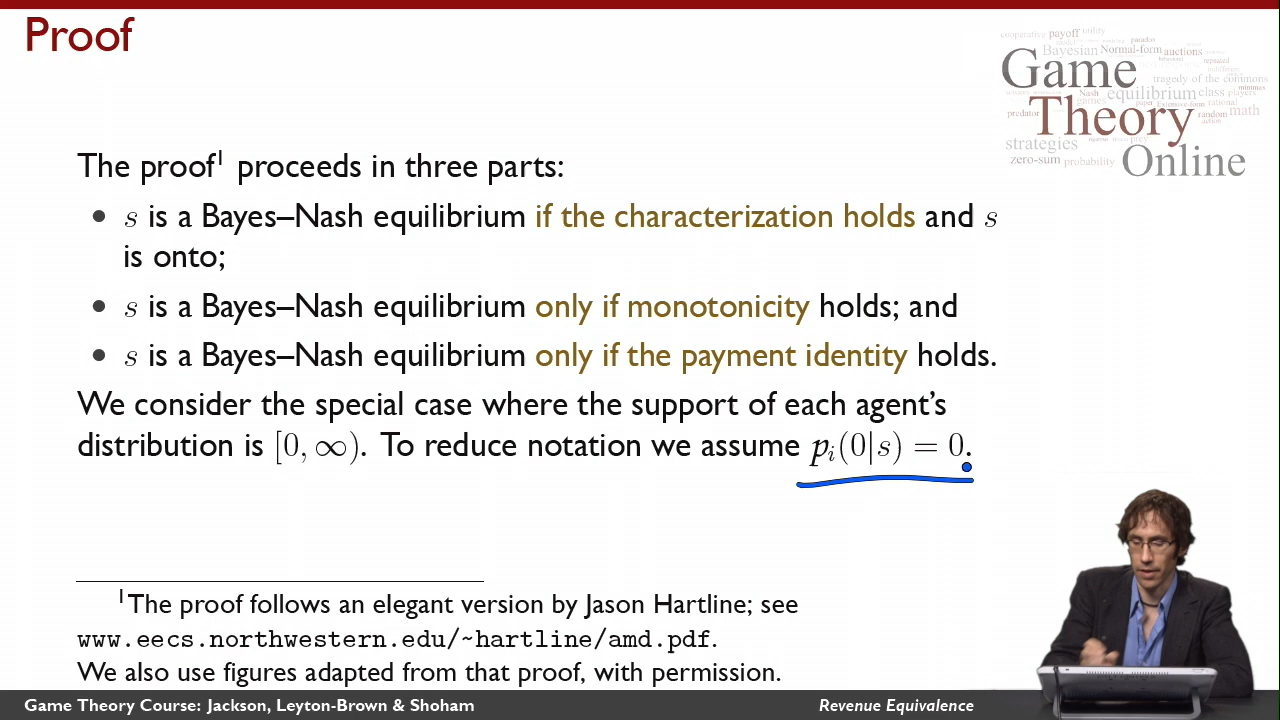 Proof
cooperative payoff utility
Bayesian Normal-form auctions
Game
tragedy of the commons
Nash equilibrium class players
games
Theory
predator
random math
action
strategies
zero-sum probability
Online
The proof¹ proceeds in three parts:
• s is a Bayes–Nash equilibrium if the characterization holds and s
is onto;
• s is a Bayes–Nash equilibrium only if monotonicity holds; and
• s is a Bayes–Nash equilibrium only if the payment identity holds.
We consider the special case where the support of each agent's
distribution is [0, ∞). To reduce notation we assume pᵢ(0|s) = 0.
¹The proof follows an elegant version by Jason Hartline; see
www.eecs.northwestern.edu/~hartline/amd.pdf.
We also use figures adapted from that proof, with permission.
Game Theory Course: Jackson, Leyton-Brown & Shoham
Revenue Equivalence